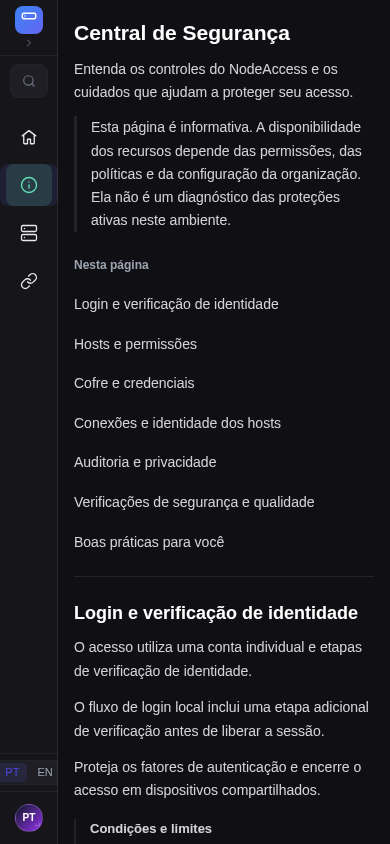 Central de Segurança
Entenda os controles do NodeAccess e os
cuidados que ajudam a proteger seu acesso.
Esta página é informativa. A disponibilidade
dos recursos depende das permissões, das
políticas e da configuração da organização.
Ela não é um diagnóstico das proteções
ativas neste ambiente.
Nesta página
Login e verificação de identidade
Hosts e permissões
Cofre e credenciais
Conexões e identidade dos hosts
Auditoria e privacidade
Verificações de segurança e qualidade
Boas práticas para você
Login e verificação de identidade
O acesso utiliza uma conta individual e etapas
de verificação de identidade.
O fluxo de login local inclui uma etapa adicional
de verificação antes de liberar a sessão.
Proteja os fatores de autenticação e encerre o
acesso em dispositivos compartilhados.
Condições e limites
PT EN
PT